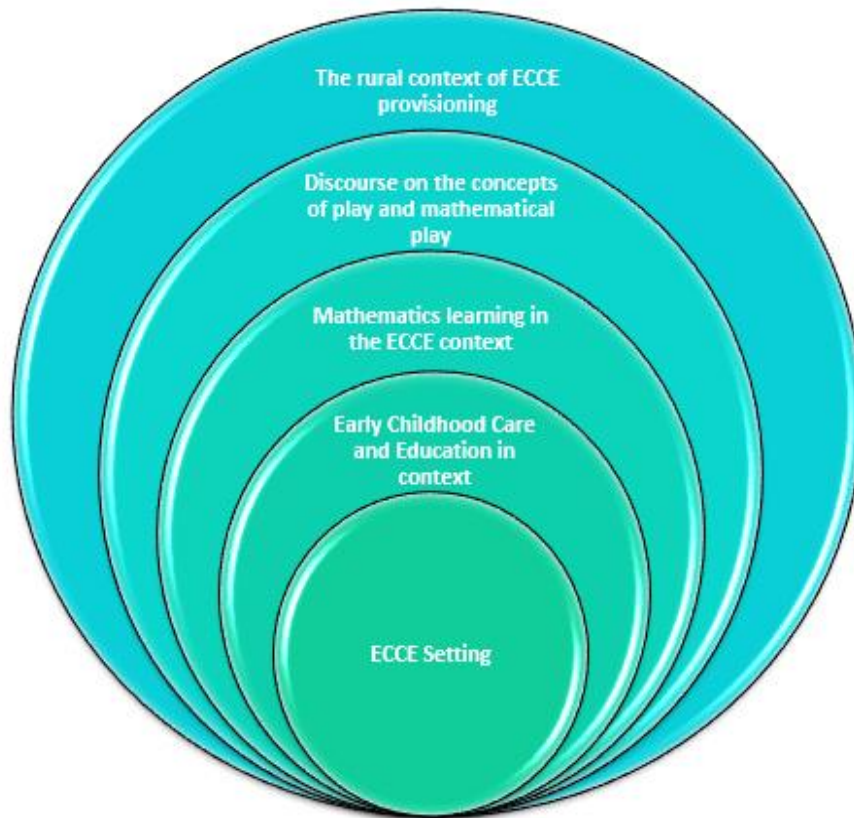 The rural context of ECCE
provisioning
Discourse on the concepts
of play and mathematical
play
Mathematics learning in
the ECCE context
Early Childhood Care
and Education in
context
ECCE Setting